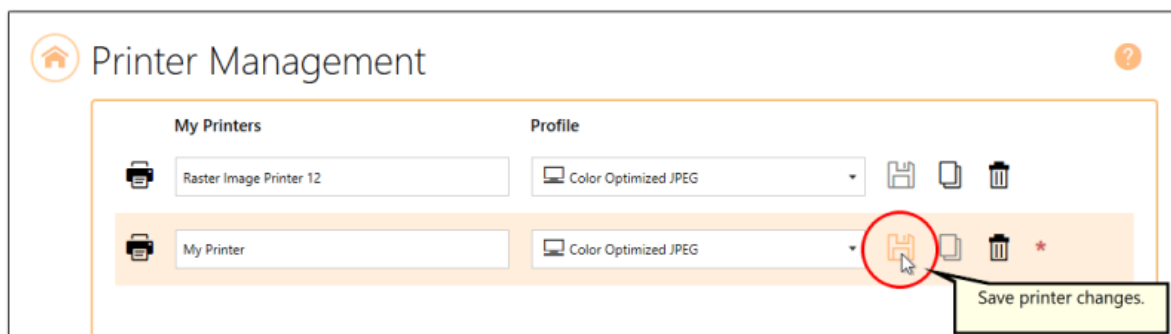 Printer Management
?
My Printers Profile
Raster Image Printer 12 Color Optimized JPEG
My Printer Color Optimized JPEG *
Save printer changes.